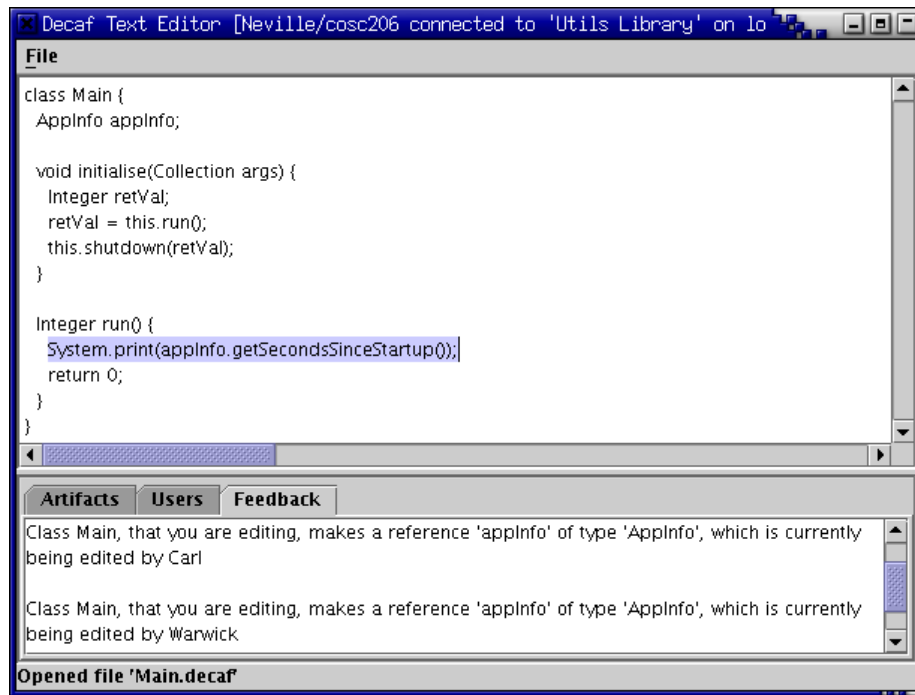 Decaf Text Editor [Neville/cosc206 connected to 'Utils Library' on lo
File
class Main {
AppInfo appInfo;
void initialise(Collection args) {
Integer retVal;
retVal = this.run();
this.shutdown(retVal);
}
Integer run() {
System.print(appInfo.getSecondsSinceStartup());
return 0;
}
}
Artifacts Users Feedback
Class Main, that you are editing, makes a reference 'appInfo' of type 'AppInfo', which is currently
being edited by Carl
Class Main, that you are editing, makes a reference 'appInfo' of type 'AppInfo', which is currently
being edited by Warwick
Opened file 'Main.decaf'